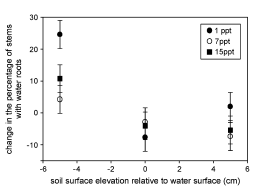 30
20
10
0
-10
-6
-4
-2
0
2
4
6
change in the percentage of stems
with water roots
soil surface elevation relative to water surface (cm)
1 ppt
7ppt
15ppt